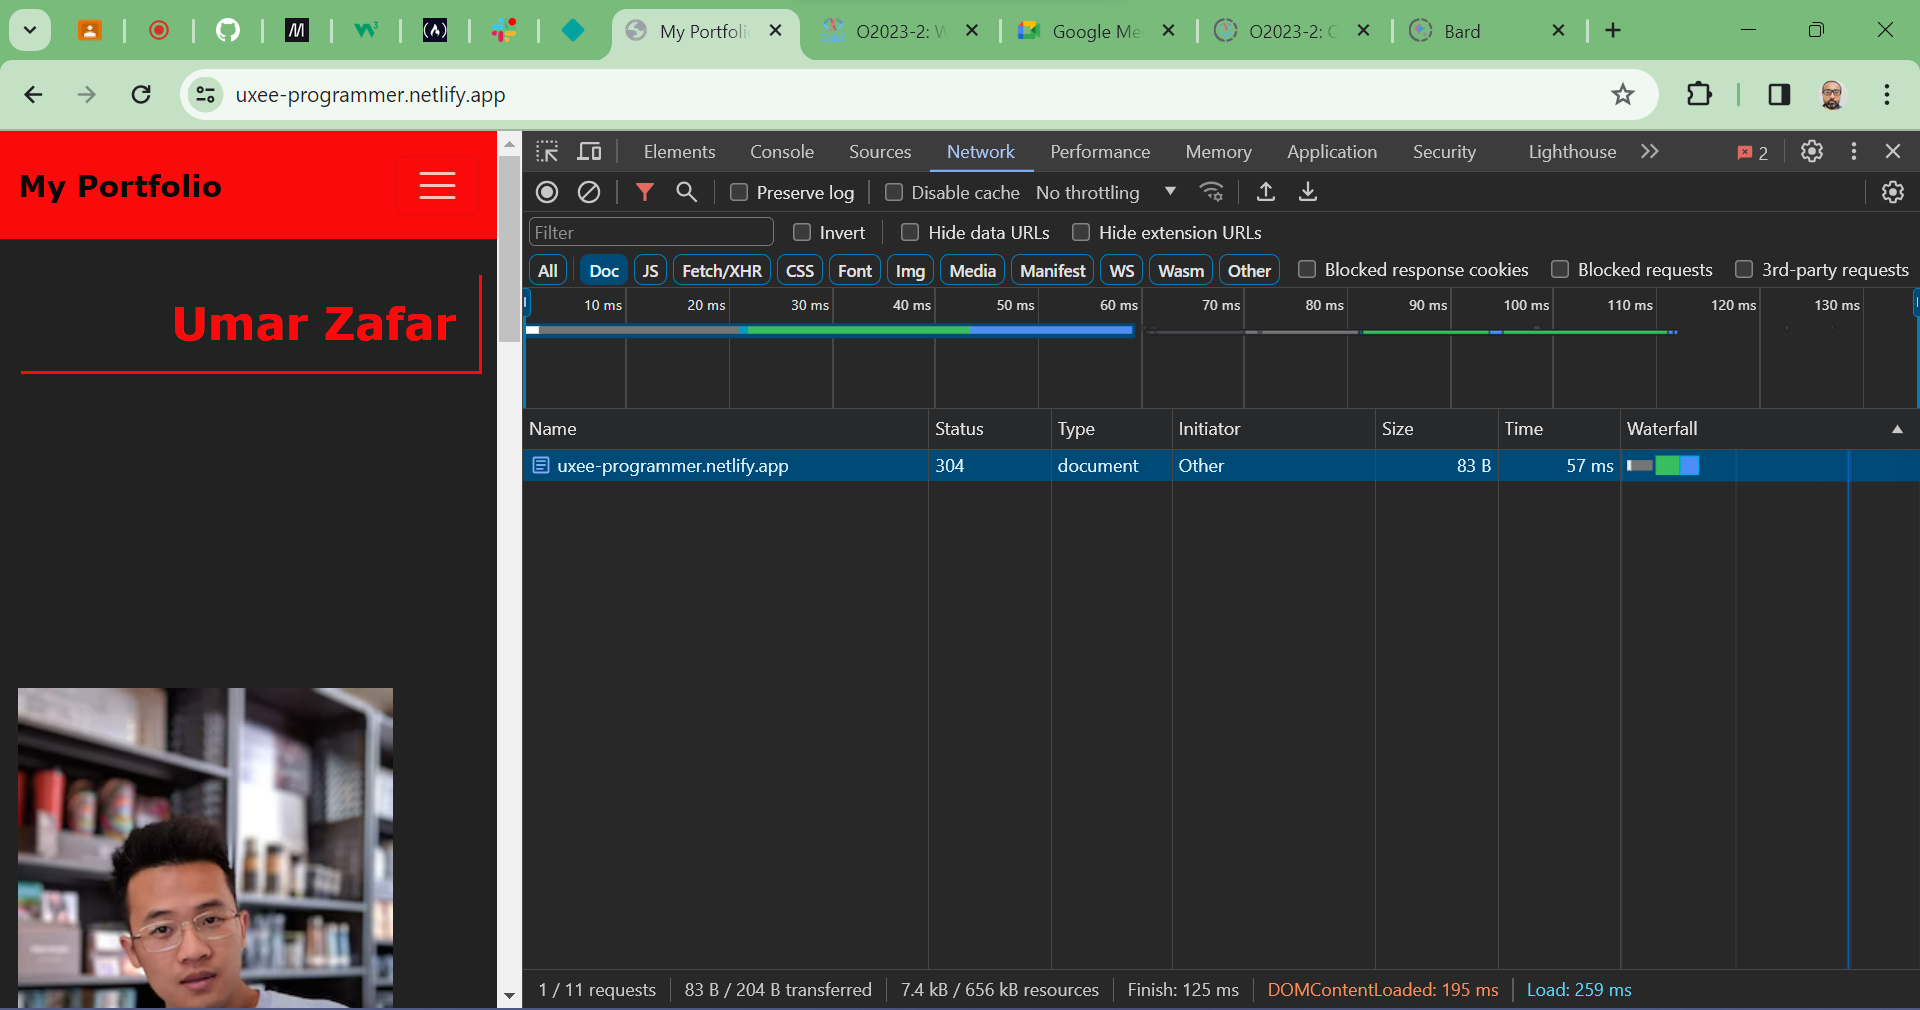 My Portfoli
O2023-2: W
Google Me
O2023-2: G
Bard
uxee-programmer.netlify.app
My Portfolio
Umar Zafar
Elements Console Sources Network Performance Memory Application Security Lighthouse 2
Preserve log Disable cache No throttling
Filter Invert Hide data URLs Hide extension URLs
All Doc JS Fetch/XHR CSS Font Img Media Manifest WS Wasm Other Blocked response cookies Blocked requests 3rd-party requests
10 ms 20 ms 30 ms 40 ms 50 ms 60 ms 70 ms 80 ms 90 ms 100 ms 110 ms 120 ms 130 ms
Name Status Type Initiator Size Time Waterfall
uxee-programmer.netlify.app 304 document Other 83 B 57 ms
1 / 11 requests 83 B / 204 B transferred 7.4 kB / 656 kB resources Finish: 125 ms DOMContentLoaded: 195 ms Load: 259 ms